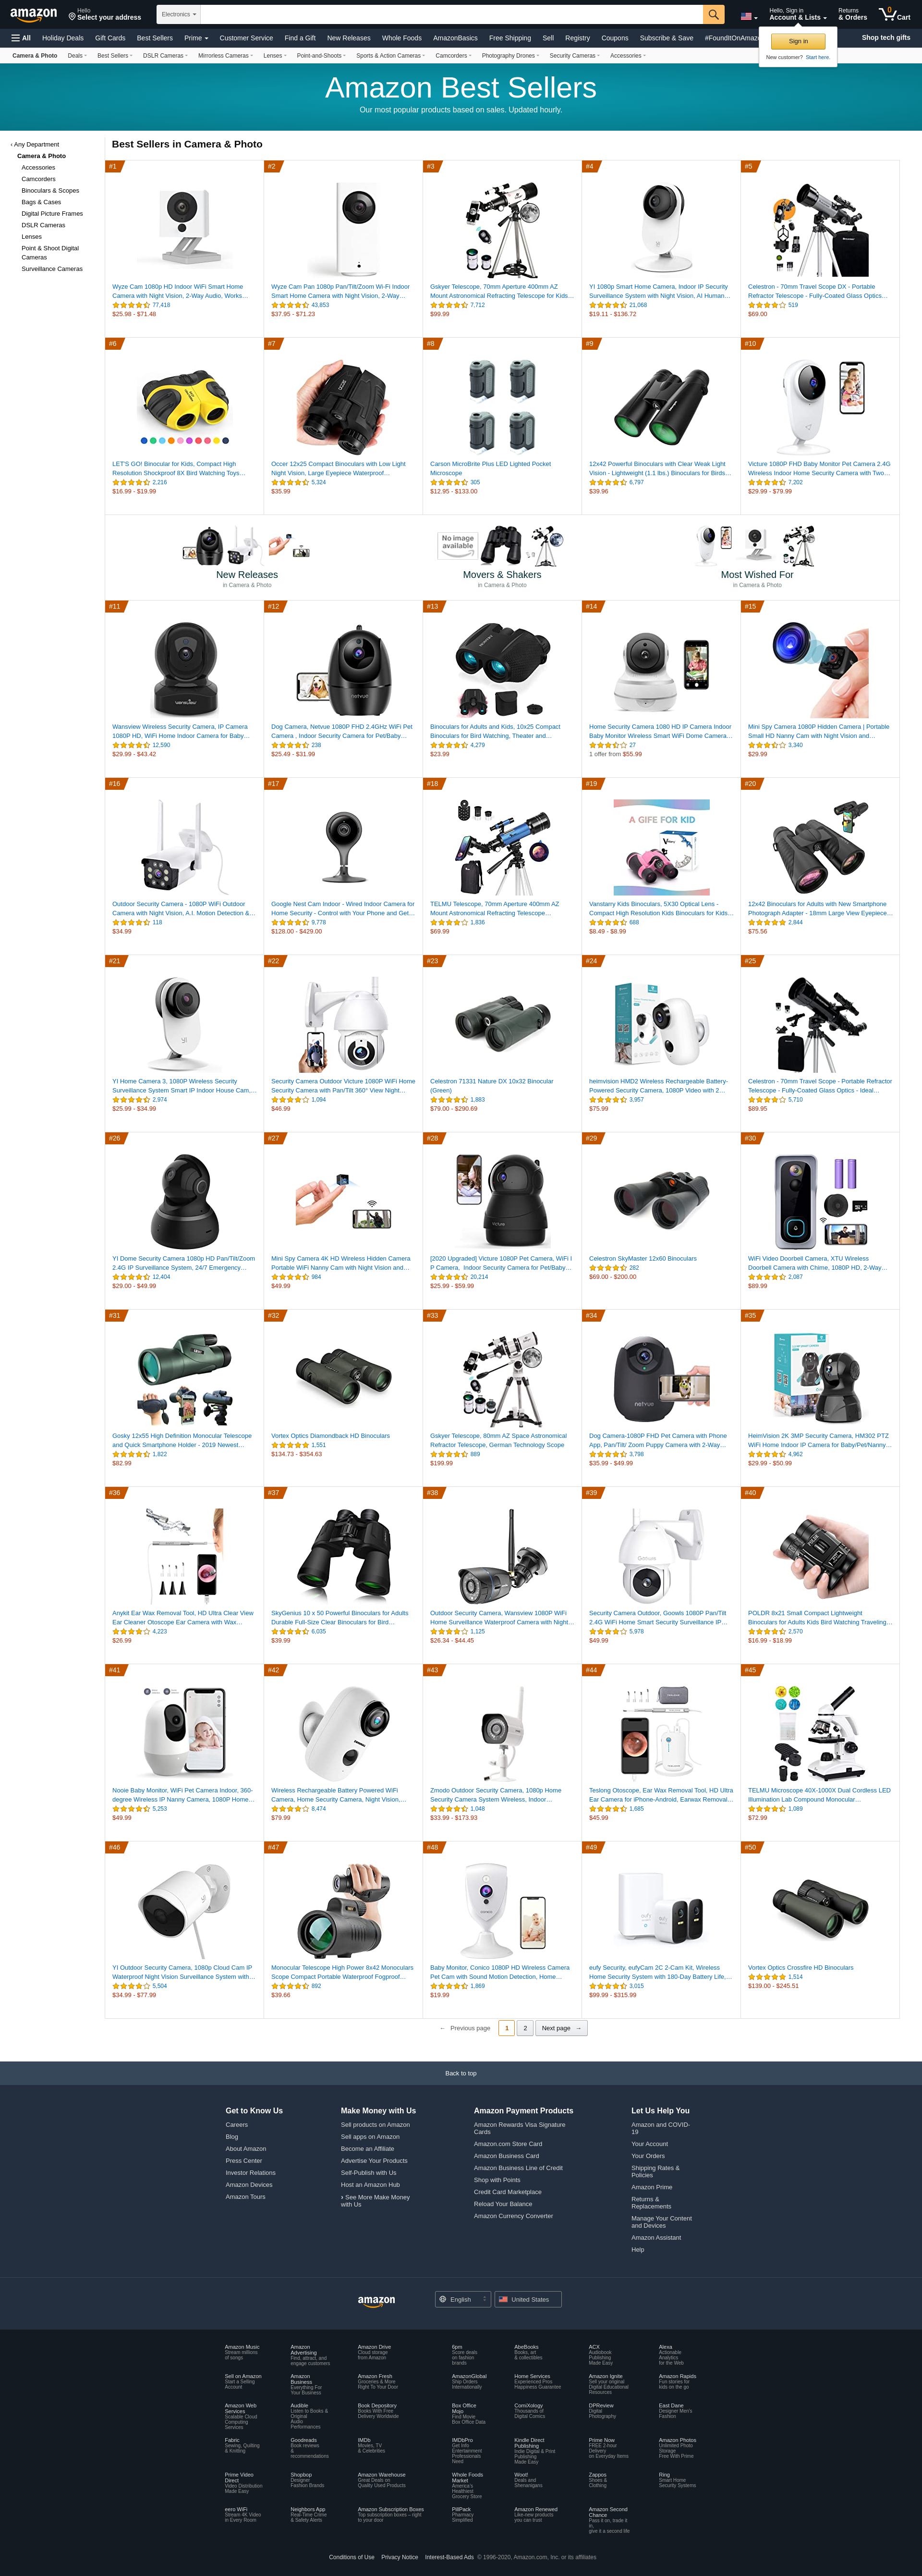 amazon
Hello
Select your address
Electronics
Hello, Sign in
Account & Lists
Returns
& Orders
0
Cart
All
Holiday Deals
Gift Cards
Best Sellers
Prime
Customer Service
Find a Gift
New Releases
Whole Foods
AmazonBasics
Free Shipping
Sell
Registry
Coupons
Subscribe & Save
#FoundItOnAmazon
Shop tech gifts
Sign in
New customer? Start here.
Camera & Photo
Deals
Best Sellers
DSLR Cameras
Mirrorless Cameras
Lenses
Point-and-Shoots
Sports & Action Cameras
Camcorders
Photography Drones
Security Cameras
Accessories
Amazon Best Sellers
Our most popular products based on sales. Updated hourly.
‹ Any Department
Camera & Photo
Accessories
Camcorders
Binoculars & Scopes
Bags & Cases
Digital Picture Frames
DSLR Cameras
Lenses
Point & Shoot Digital
Cameras
Surveillance Cameras
Best Sellers in Camera & Photo
#1
Wyze Cam 1080p HD Indoor WiFi Smart Home
Camera with Night Vision, 2-Way Audio, Works…
77,418
$25.98 - $71.48
#2
Wyze Cam Pan 1080p Pan/Tilt/Zoom Wi-Fi Indoor
Smart Home Camera with Night Vision, 2-Way…
43,853
$37.95 - $71.23
#3
Gskyer Telescope, 70mm Aperture 400mm AZ
Mount Astronomical Refracting Telescope for Kids…
7,712
$99.99
#4
YI 1080p Smart Home Camera, Indoor IP Security
Surveillance System with Night Vision, AI Human…
21,068
$19.11 - $136.72
#5
Celestron - 70mm Travel Scope DX - Portable
Refractor Telescope - Fully-Coated Glass Optics…
519
$69.00
#6
LET'S GO! Binocular for Kids, Compact High
Resolution Shockproof 8X Bird Watching Toys…
2,216
$16.99 - $19.99
#7
Occer 12x25 Compact Binoculars with Low Light
Night Vision, Large Eyepiece Waterproof…
5,324
$35.99
#8
Carson MicroBrite Plus LED Lighted Pocket
Microscope
305
$12.95 - $133.00
#9
12x42 Powerful Binoculars with Clear Weak Light
Vision - Lightweight (1.1 lbs.) Binoculars for Birds…
6,797
$39.96
#10
Victure 1080P FHD Baby Monitor Pet Camera 2.4G
Wireless Indoor Home Security Camera with Two…
7,202
$29.99 - $79.99
No image
available
New Releases
in Camera & Photo
Movers & Shakers
in Camera & Photo
Most Wished For
in Camera & Photo
#11
Wansview Wireless Security Camera, IP Camera
1080P HD, WiFi Home Indoor Camera for Baby…
12,590
$29.99 - $43.42
#12
Dog Camera, Netvue 1080P FHD 2.4GHz WiFi Pet
Camera , Indoor Security Camera for Pet/Baby…
238
$25.49 - $31.99
#13
Binoculars for Adults and Kids, 10x25 Compact
Binoculars for Bird Watching, Theater and…
4,279
$23.99
#14
Home Security Camera 1080 HD IP Camera Indoor
Baby Monitor Wireless Smart WiFi Dome Camera…
27
1 offer from $55.99
#15
Mini Spy Camera 1080P Hidden Camera | Portable
Small HD Nanny Cam with Night Vision and…
3,340
$29.99
#16
Outdoor Security Camera - 1080P WiFi Outdoor
Camera with Night Vision, A.I. Motion Detection &…
118
$34.99
#17
Google Nest Cam Indoor - Wired Indoor Camera for
Home Security - Control with Your Phone and Get…
9,778
$128.00 - $429.00
#18
TELMU Telescope, 70mm Aperture 400mm AZ
Mount Astronomical Refracting Telescope…
1,836
$69.99
#19
A GIFE FOR KID
Vanstarry Kids Binoculars, 5X30 Optical Lens -
Compact High Resolution Kids Binoculars for Kids…
688
$8.49 - $8.99
#20
12x42 Binoculars for Adults with New Smartphone
Photograph Adapter - 18mm Large View Eyepiece…
2,844
$75.56
#21
YI Home Camera 3, 1080P Wireless Security
Surveillance System Smart IP Indoor House Cam,…
2,974
$25.99 - $34.99
#22
Security Camera Outdoor Victure 1080P WiFI Home
Security Camera with Pan/Tilt 360° View Night…
1,094
$46.99
#23
Celestron 71331 Nature DX 10x32 Binocular
(Green)
1,883
$79.00 - $290.69
#24
heimvision HMD2 Wireless Rechargeable Battery-
Powered Security Camera, 1080P Video with 2…
3,957
$75.99
#25
Celestron - 70mm Travel Scope - Portable Refractor
Telescope - Fully-Coated Glass Optics - Ideal…
5,710
$89.95
#26
YI Dome Security Camera 1080p HD Pan/Tilt/Zoom
2.4G IP Surveillance System, 24/7 Emergency…
12,404
$29.00 - $49.99
#27
Mini Spy Camera 4K HD Wireless Hidden Camera
Portable WiFi Nanny Cam with Night Vision and…
984
$49.99
#28
[2020 Upgraded] Victure 1080P Pet Camera, WiFi I
P Camera, Indoor Security Camera for Pet/Baby…
20,214
$25.99 - $59.99
#29
Celestron SkyMaster 12x60 Binoculars
282
$69.00 - $200.00
#30
WiFi Video Doorbell Camera, XTU Wireless
Doorbell Camera with Chime, 1080P HD, 2-Way…
2,087
$89.99
#31
Gosky 12x55 High Definition Monocular Telescope
and Quick Smartphone Holder - 2019 Newest…
1,822
$82.99
#32
Vortex Optics Diamondback HD Binoculars
1,551
$134.73 - $354.63
#33
Gskyer Telescope, 80mm AZ Space Astronomical
Refractor Telescope, German Technology Scope
889
$199.99
#34
Dog Camera-1080P FHD Pet Camera with Phone
App, Pan/Tilt/ Zoom Puppy Camera with 2-Way…
3,798
$35.99 - $49.99
#35
HeimVision 2K 3MP Security Camera, HM302 PTZ
WiFi Home Indoor IP Camera for Baby/Pet/Nanny…
4,962
$29.99 - $50.99
#36
Anykit Ear Wax Removal Tool, HD Ultra Clear View
Ear Cleaner Otoscope Ear Camera with Wax…
4,223
$26.99
#37
SkyGenius 10 x 50 Powerful Binoculars for Adults
Durable Full-Size Clear Binoculars for Bird…
6,035
$39.99
#38
Outdoor Security Camera, Wansview 1080P WiFi
Home Surveillance Waterproof Camera with Night…
1,125
$26.34 - $44.45
#39
Security Camera Outdoor, Goowls 1080P Pan/Tilt
2.4G WiFi Home Smart Security Surveillance IP…
5,978
$49.99
#40
POLDR 8x21 Small Compact Lightweight
Binoculars for Adults Kids Bird Watching Traveling…
2,570
$16.99 - $18.99
#41
Nooie Baby Monitor, WiFi Pet Camera Indoor, 360-
degree Wireless IP Nanny Camera, 1080P Home…
5,253
$49.99
#42
Wireless Rechargeable Battery Powered WiFi
Camera, Home Security Camera, Night Vision,…
8,474
$79.99
#43
Zmodo Outdoor Security Camera, 1080p Home
Security Camera System Wireless, Indoor…
1,048
$33.99 - $173.93
#44
Teslong Otoscope, Ear Wax Removal Tool, HD Ultra
Ear Camera for iPhone-Android, Earwax Removal…
1,685
$45.99
#45
TELMU Microscope 40X-1000X Dual Cordless LED
Illumination Lab Compound Monocular…
1,089
$72.99
#46
YI Outdoor Security Camera, 1080p Cloud Cam IP
Waterproof Night Vision Surveillance System with…
5,504
$34.99 - $77.99
#47
Monocular Telescope High Power 8x42 Monoculars
Scope Compact Portable Waterproof Fogproof…
892
$39.66
#48
Baby Monitor, Conico 1080P HD Wireless Camera
Pet Cam with Sound Motion Detection, Home…
1,869
$19.99
#49
eufy Security, eufyCam 2C 2-Cam Kit, Wireless
Home Security System with 180-Day Battery Life,…
3,015
$99.99 - $315.99
#50
Vortex Optics Crossfire HD Binoculars
1,514
$139.00 - $245.51
← Previous page
1
2
Next page →
Back to top
Get to Know Us
Careers
Blog
About Amazon
Press Center
Investor Relations
Amazon Devices
Amazon Tours
Make Money with Us
Sell products on Amazon
Sell apps on Amazon
Become an Affiliate
Advertise Your Products
Self-Publish with Us
Host an Amazon Hub
› See More Make Money
with Us
Amazon Payment Products
Amazon Rewards Visa Signature
Cards
Amazon.com Store Card
Amazon Business Card
Amazon Business Line of Credit
Shop with Points
Credit Card Marketplace
Reload Your Balance
Amazon Currency Converter
Let Us Help You
Amazon and COVID-
19
Your Account
Your Orders
Shipping Rates &
Policies
Amazon Prime
Returns &
Replacements
Manage Your Content
and Devices
Amazon Assistant
Help
amazon
English
United States
Amazon Music
Stream millions
of songs
Amazon
Advertising
Find, attract, and
engage customers
Amazon Drive
Cloud storage
from Amazon
6pm
Score deals
on fashion
brands
AbeBooks
Books, art
& collectibles
ACX
Audiobook
Publishing
Made Easy
Alexa
Actionable
Analytics
for the Web
Sell on Amazon
Start a Selling
Account
Amazon
Business
Everything For
Your Business
Amazon Fresh
Groceries & More
Right To Your Door
AmazonGlobal
Ship Orders
Internationally
Home Services
Experienced Pros
Happiness Guarantee
Amazon Ignite
Sell your original
Digital Educational
Resources
Amazon Rapids
Fun stories for
kids on the go
Amazon Web
Services
Scalable Cloud
Computing
Services
Audible
Listen to Books &
Original
Audio
Performances
Book Depository
Books With Free
Delivery Worldwide
Box Office
Mojo
Find Movie
Box Office Data
ComiXology
Thousands of
Digital Comics
DPReview
Digital
Photography
East Dane
Designer Men's
Fashion
Fabric
Sewing, Quilting
& Knitting
Goodreads
Book reviews
&
recommendations
IMDb
Movies, TV
& Celebrities
IMDbPro
Get Info
Entertainment
Professionals
Need
Kindle Direct
Publishing
Indie Digital & Print
Publishing
Made Easy
Prime Now
FREE 2-hour
Delivery
on Everyday Items
Amazon Photos
Unlimited Photo
Storage
Free With Prime
Prime Video
Direct
Video Distribution
Made Easy
Shopbop
Designer
Fashion Brands
Amazon Warehouse
Great Deals on
Quality Used Products
Whole Foods
Market
America's
Healthiest
Grocery Store
Woot!
Deals and
Shenanigans
Zappos
Shoes &
Clothing
Ring
Smart Home
Security Systems
eero WiFi
Stream 4K Video
in Every Room
Neighbors App
Real-Time Crime
& Safety Alerts
Amazon Subscription Boxes
Top subscription boxes – right
to your door
PillPack
Pharmacy
Simplified
Amazon Renewed
Like-new products
you can trust
Amazon Second
Chance
Pass it on, trade it
in,
give it a second life
Conditions of Use
Privacy Notice
Interest-Based Ads
© 1996-2020, Amazon.com, Inc. or its affiliates